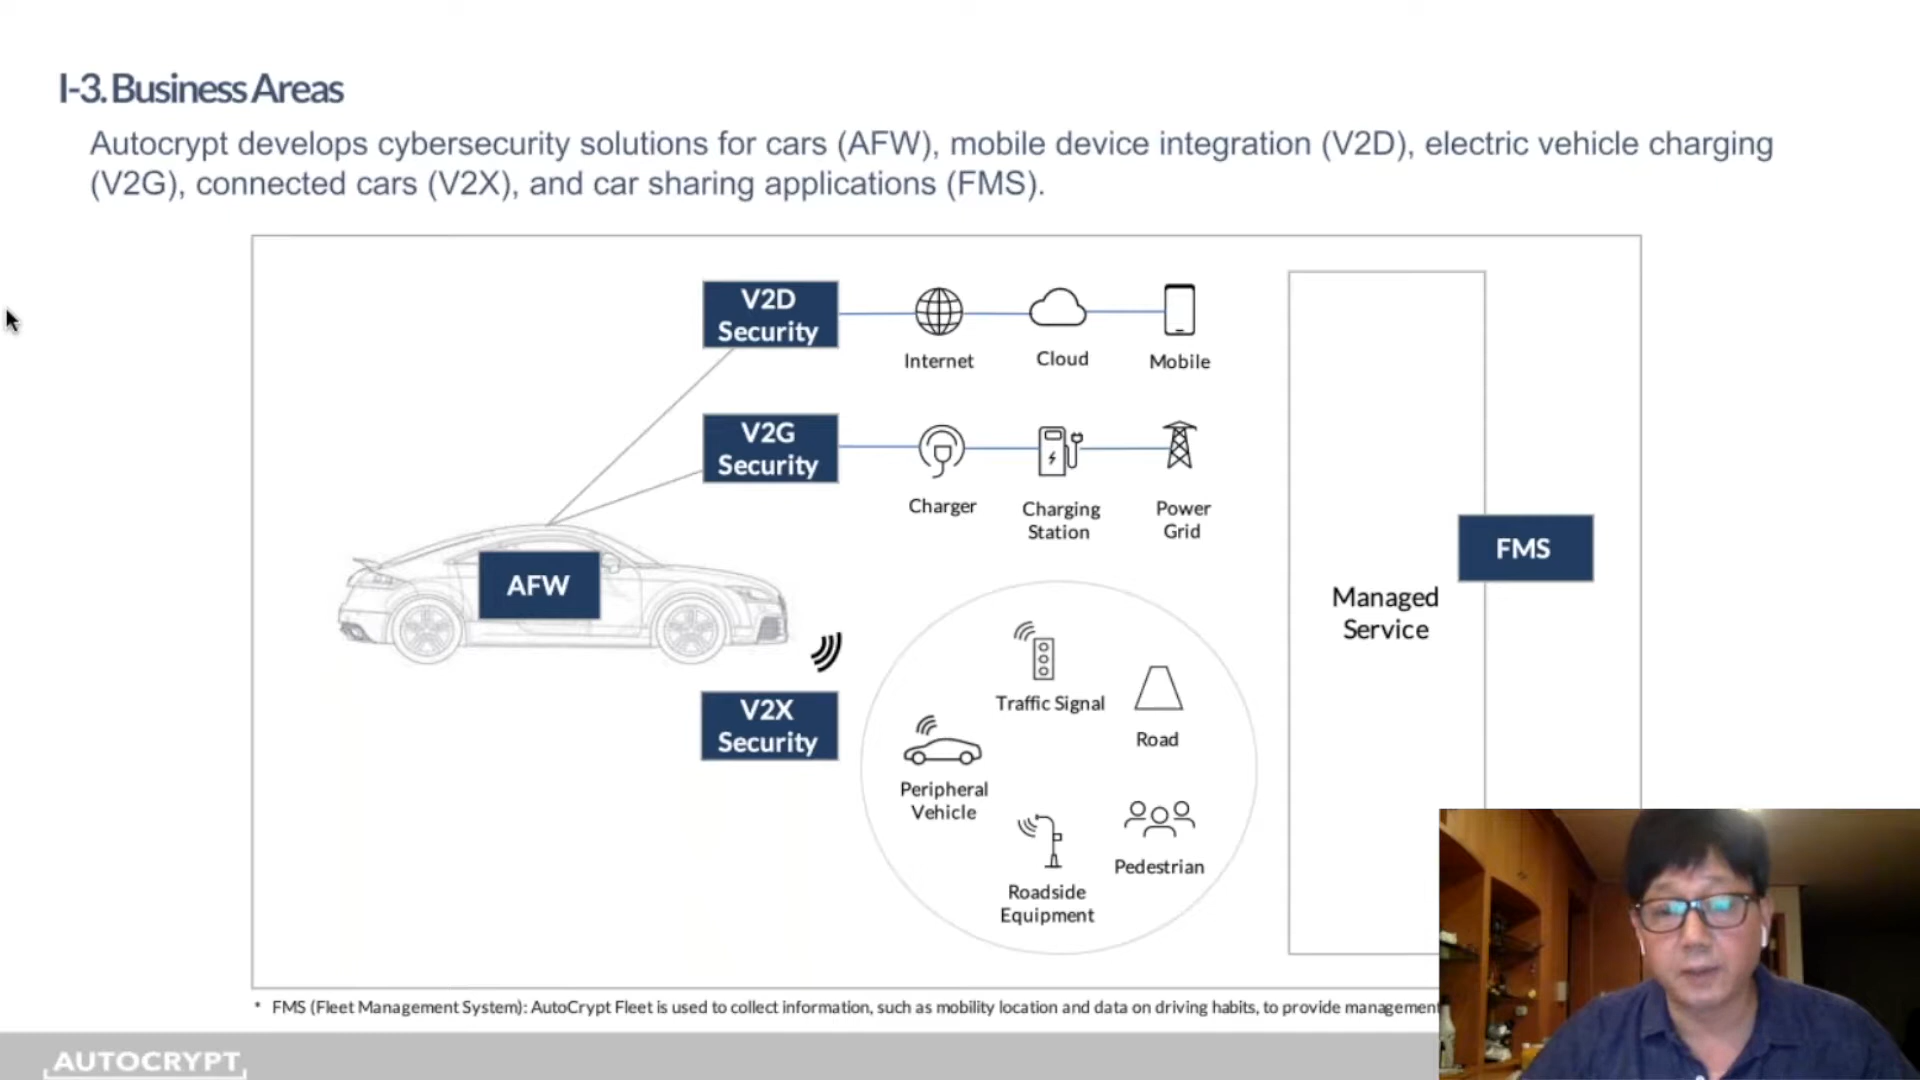 I-3. Business Areas
Autocrypt develops cybersecurity solutions for cars (AFW), mobile device integration (V2D), electric vehicle charging
(V2G), connected cars (V2X), and car sharing applications (FMS).
V2D
Security
Internet
Cloud
Mobile
V2G
Security
Charger
Charging
Station
Power
Grid
AFW
FMS
Managed
Service
V2X
Security
Traffic Signal
Road
Peripheral
Vehicle
Pedestrian
Roadside
Equipment
* FMS (Fleet Management System): AutoCrypt Fleet is used to collect information, such as mobility location and data on driving habits, to provide management
AUTOCRYPT